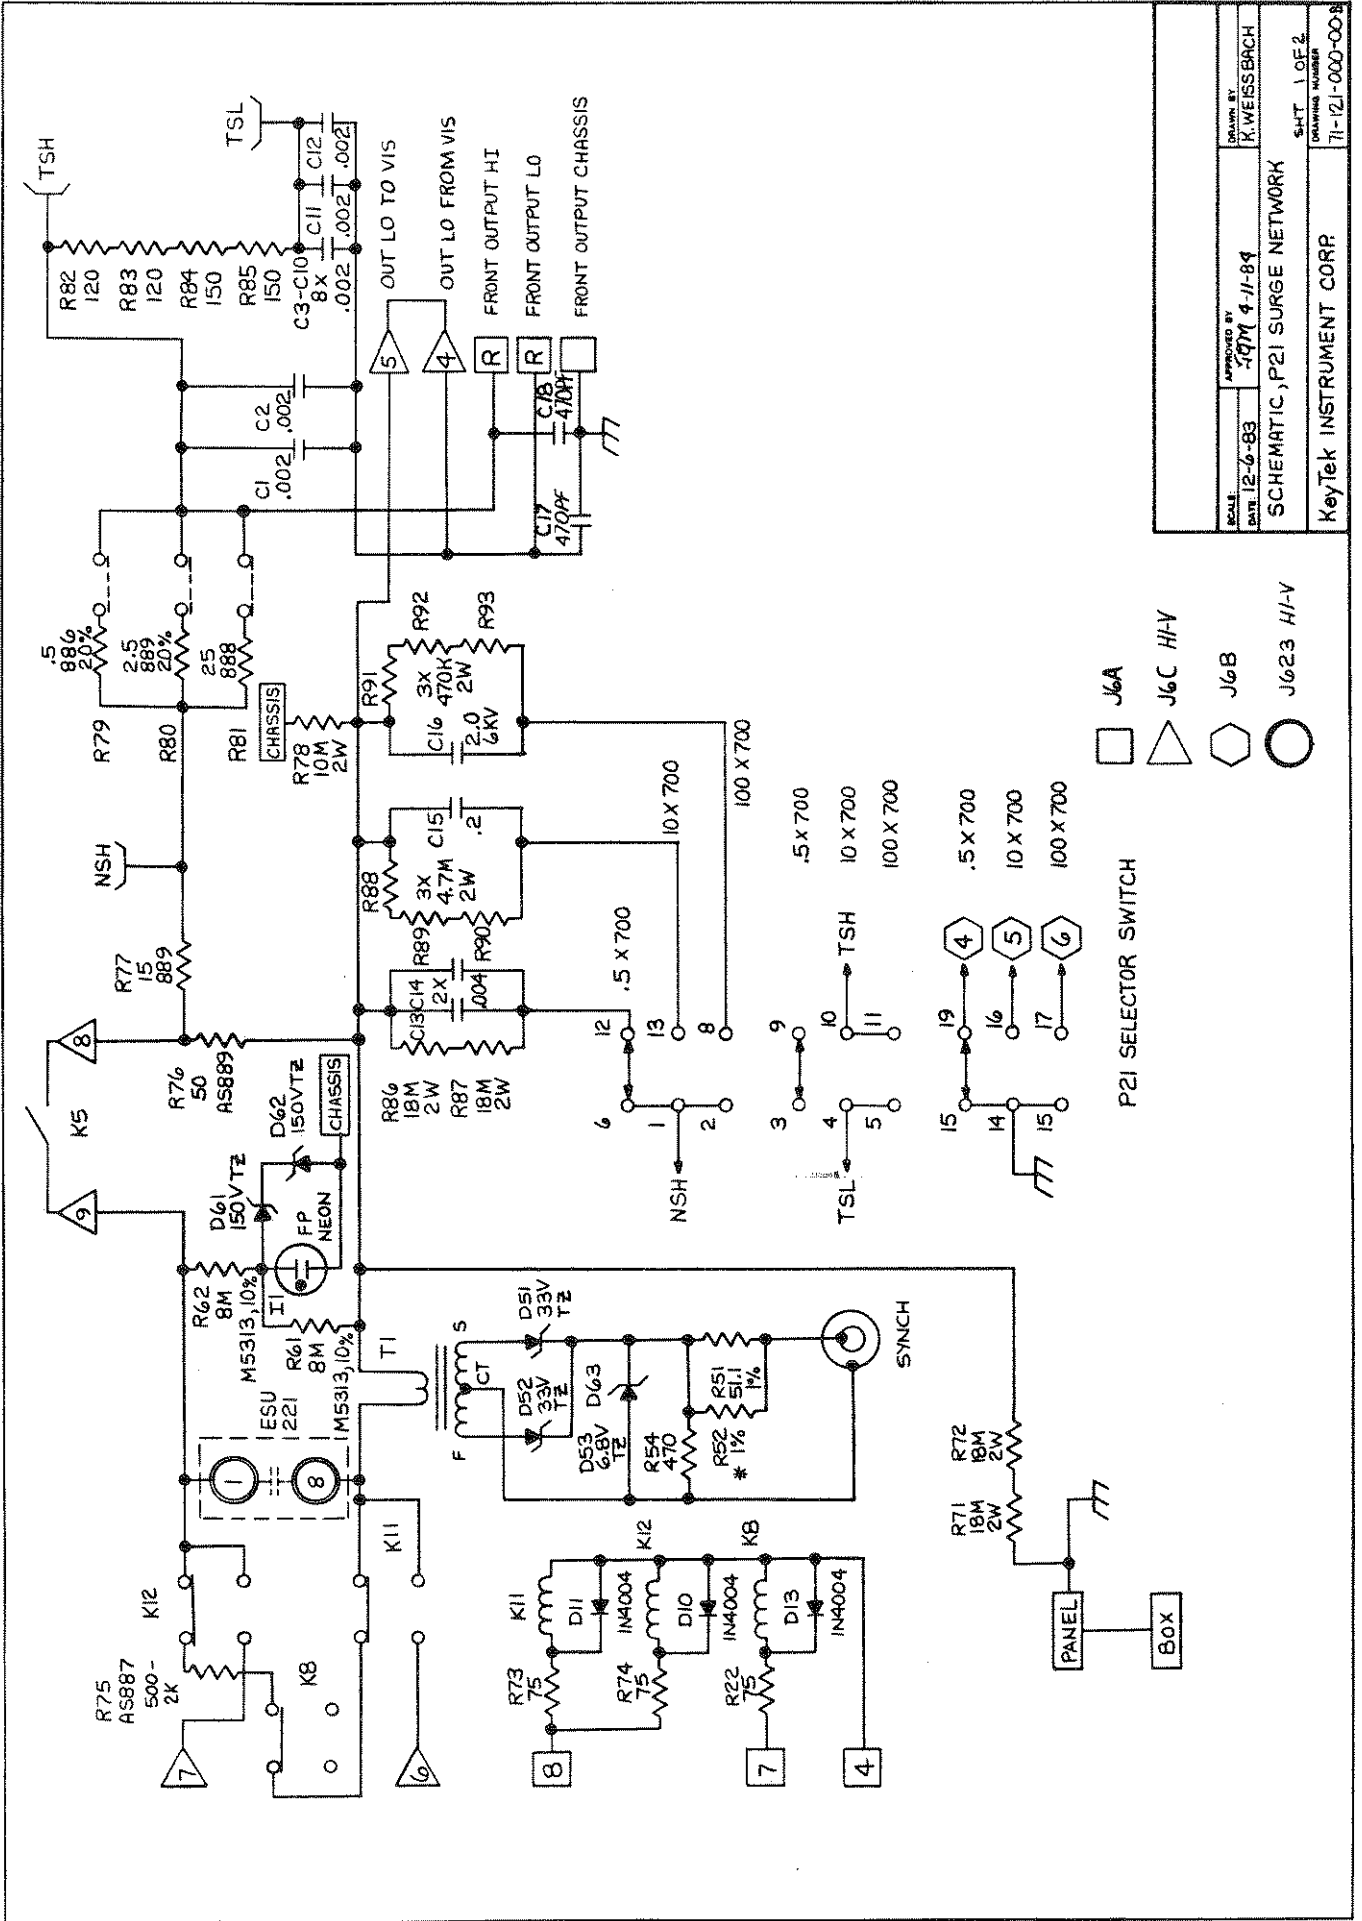 R75
AS887
500-
2K
K12
K8
K11
7
6
1
8
ESU
221
R62
8M
M5313,10%
R61
8M
M5313,10%
I1
FP
NEON
D61
150VTZ
D62
150VTZ
CHASSIS
9
K5
8
R76
50
AS889
R77
15
889
NSH
R79
.5
886
20%
R80
2.5
889
20%
R81
25
888
CHASSIS
R78
10M
2W
C1
.002
C2
.002
R82
120
R83
120
R84
150
R85
150
TSH
TSL
C3-C10
8X
.002
C11
.002
C12
.002
5
OUT LO TO VIS
4
OUT LO FROM VIS
R
FRONT OUTPUT HI
R
FRONT OUTPUT LO
FRONT OUTPUT CHASSIS
C17
470PF
C18
470PF
T1
F
CT
S
D52
33V
TZ
D51
33V
TZ
D53
6.8V
TZ
D63
R54
470
R52
* 1%
R51
51.1
1%
SYNCH
R86
18M
2W
R87
18M
2W
C13
C14
2X
.004
R88
R89
R90
3X
4.7M
2W
C15
.2
C16
2.0
6KV
R91
R92
R93
3X
470K
2W
.5 X 700
10 X 700
100 X 700
6
12
1
13
2
8
NSH
3
9
4
10
5
11
TSL
TSH
.5 X 700
10 X 700
100 X 700
15
19
14
16
15
17
4
5
6
.5 X 700
10 X 700
100 X 700
P21 SELECTOR SWITCH
8
7
4
R73
75
K11
D11
IN4004
R74
75
K12
D10
IN4004
R22
75
K8
D13
IN4004
R71
18M
2W
R72
18M
2W
PANEL
BOX
J6A
J6C HI-V
J6B
J623 HI-V
SCALE:
APPROVED BY
DRAWN BY
DATE: 12-6-83
4-11-84
K.WEISSBACH
SCHEMATIC, P21 SURGE NETWORK
SHT 1 OF 2
KeyTek INSTRUMENT CORP.
DRAWING NUMBER
71-121-000-00B